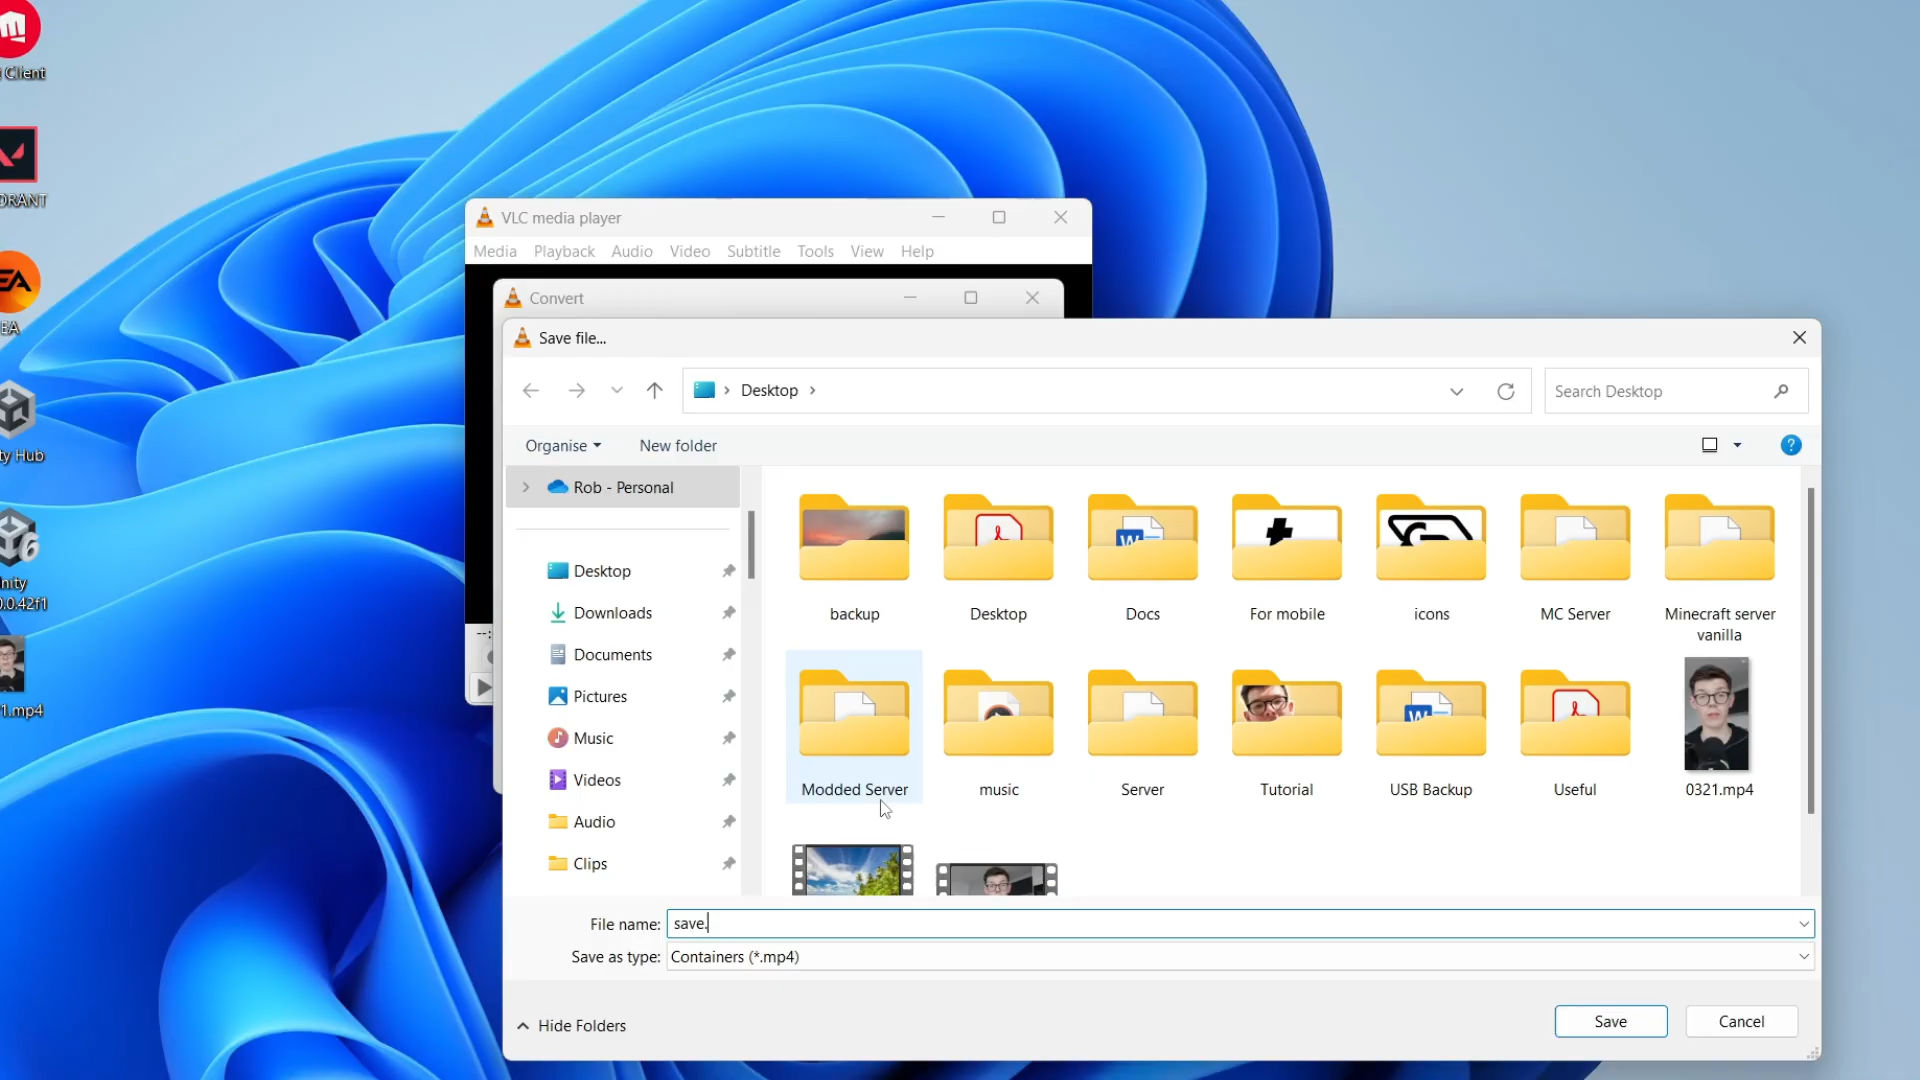 Client
ORANT
EA
ty Hub
nity
0.0.42f1
1.mp4
VLC media player
Media Playback Audio Video Subtitle Tools View Help
Convert
Save file...
Desktop
Search Desktop
Organise New folder
Rob - Personal
Desktop
Downloads
Documents
Pictures
Music
Videos
Audio
Clips
backup Desktop Docs For mobile icons MC Server Minecraft server
vanilla
Modded Server music Server Tutorial USB Backup Useful 0321.mp4
File name: save.
Save as type: Containers (*.mp4)
Hide Folders
Save Cancel